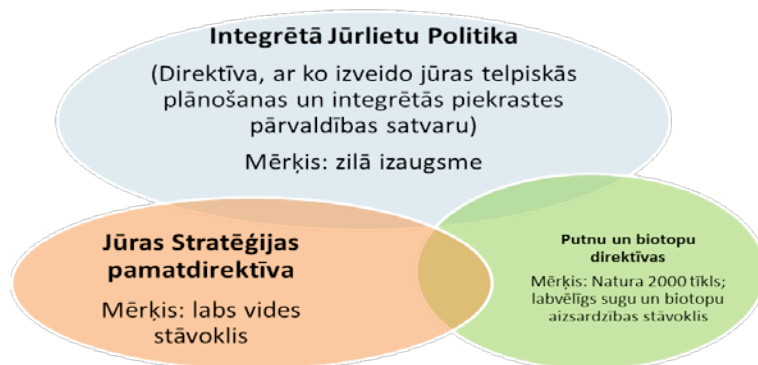 Integrētā Jūrlietu Politika
(Direktīva, ar ko izveido jūras telpiskās
plānošanas un integrētās piekrastes
pārvaldības satvaru)
Mērķis: zilā izaugsme
Jūras Stratēģijas
pamatdirektīva
Mērķis: labs vides
stāvoklis
Putnu un biotopu
direktīvas
Mērķis: Natura 2000 tīkls;
labvēlīgs sugu un biotopu
aizsardzības stāvoklis